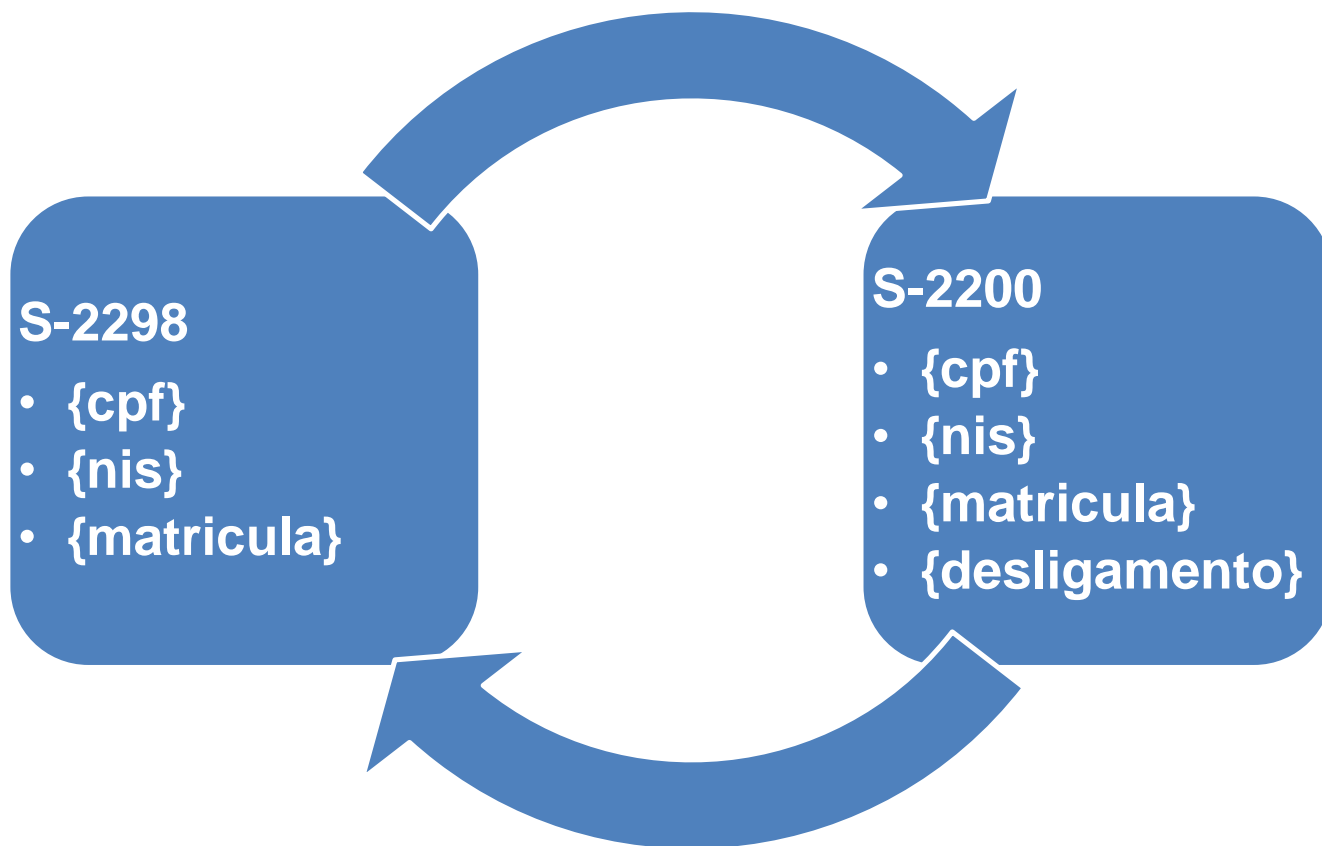 S-2298
• {cpf}
• {nis}
• {matricula}
S-2200
• {cpf}
• {nis}
• {matricula}
• {desligamento}